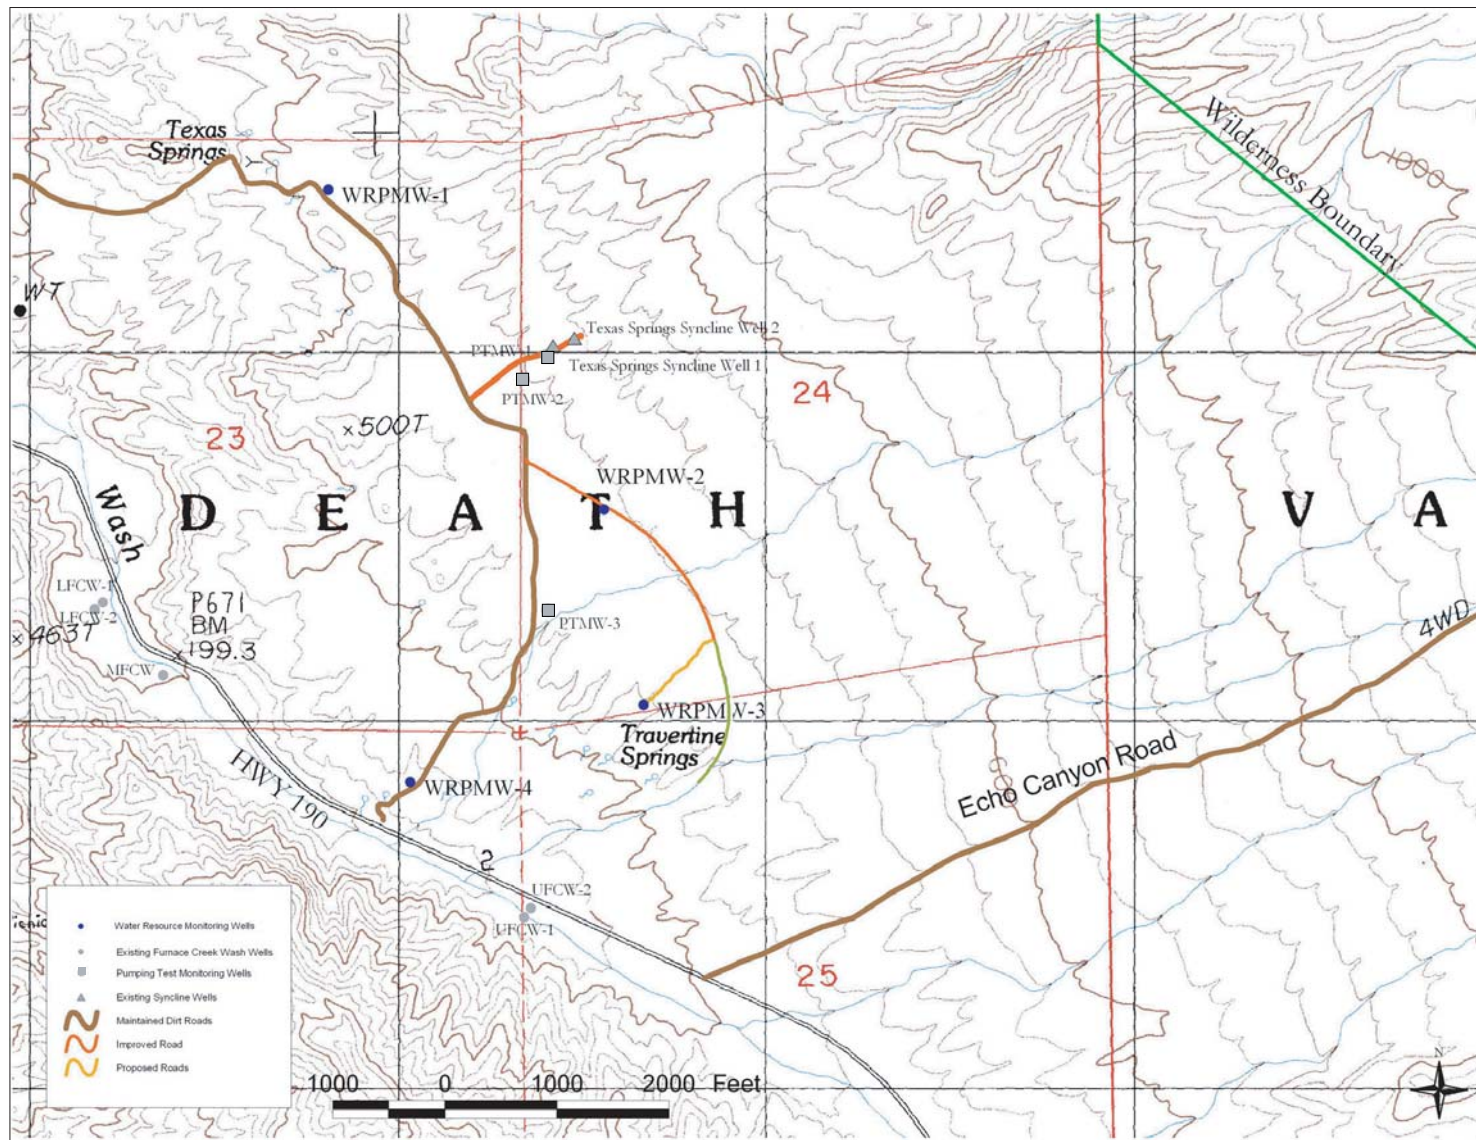 Texas
Springs
WRPMW-1
Wilderness Boundary
1000
WT
Texas Springs Syncline Well 2
PTMW-1
Texas Springs Syncline Well 1
PTMW-2
24
23
×500T
WRPMW-2
Wash
D E A T H V A
LFCW-1
LFCW-2
P671
BM
×199.3
×463T
PTMW-3
4WD
MFCW
WRPMW-3
Travertine
Springs
Echo Canyon Road
HWY 190
WRPMW-4
2
UFCW-2
UFCW-1
25
Water Resource Monitoring Wells
Existing Furnace Creek Wash Wells
Pumping Test Monitoring Wells
Existing Syncline Wells
Maintained Dirt Roads
Improved Road
Proposed Roads
1000 0 1000 2000 Feet
N